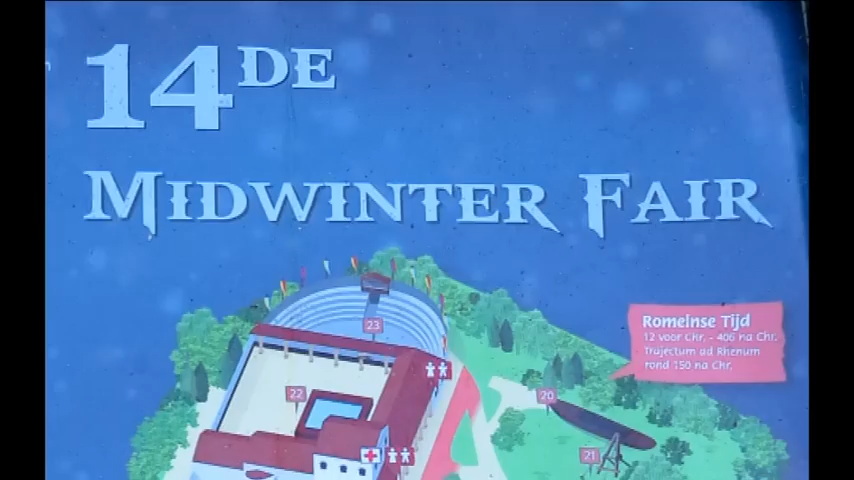 14DE
MIDWINTER FAIR
23
Romeinse Tijd
12 voor Chr. - 406 na Chr.
Trajectum ad Rhenum
rond 150 na Chr.
22
20
21